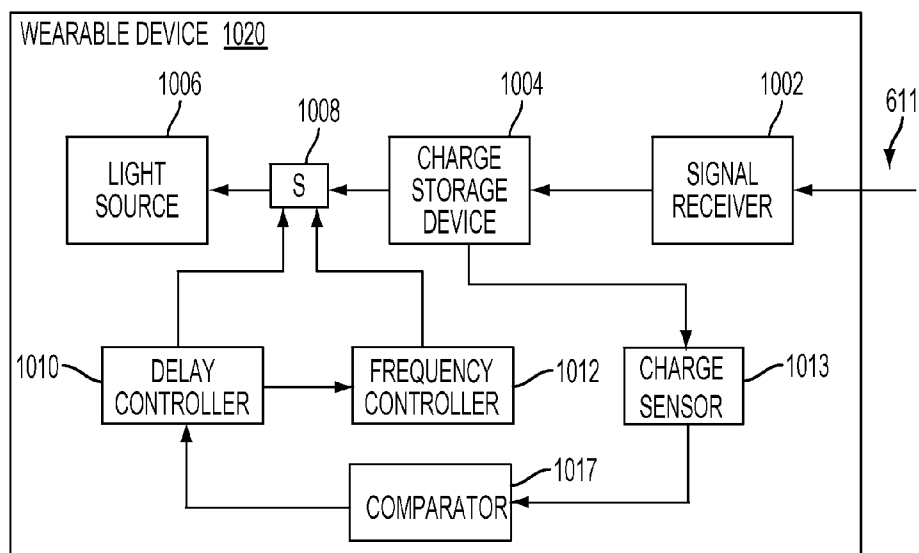 WEARABLE DEVICE 1020
1006
1008
1004
1002
611
LIGHT
SOURCE
S
CHARGE
STORAGE
DEVICE
SIGNAL
RECEIVER
1010
DELAY
CONTROLLER
FREQUENCY
CONTROLLER
1012
CHARGE
SENSOR
1013
1017
COMPARATOR